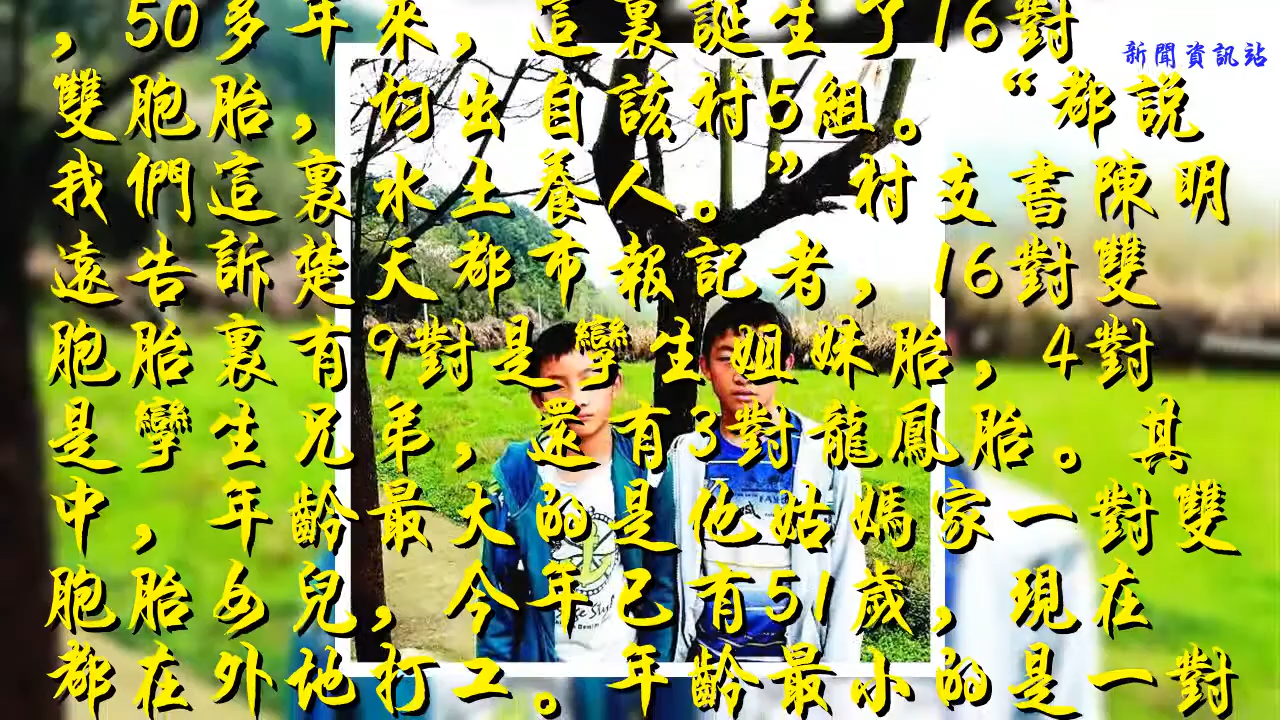 ，50多年來，這裏誕生了16對
新聞資訊站
雙胞胎，均出自該村5組。“都説
我們這裏水土養人。”村支書陳明
遠告訴楚天都市報記者，16對雙
胞胎裏有9對是孿生姐妹胎，4對
是孿生兄弟，還有3對龍鳳胎。其
中，年齡最大的是他姑媽家一對雙
胞胎女兒，今年已有51歲，現在
都在外地打工。年齡最小的是一對